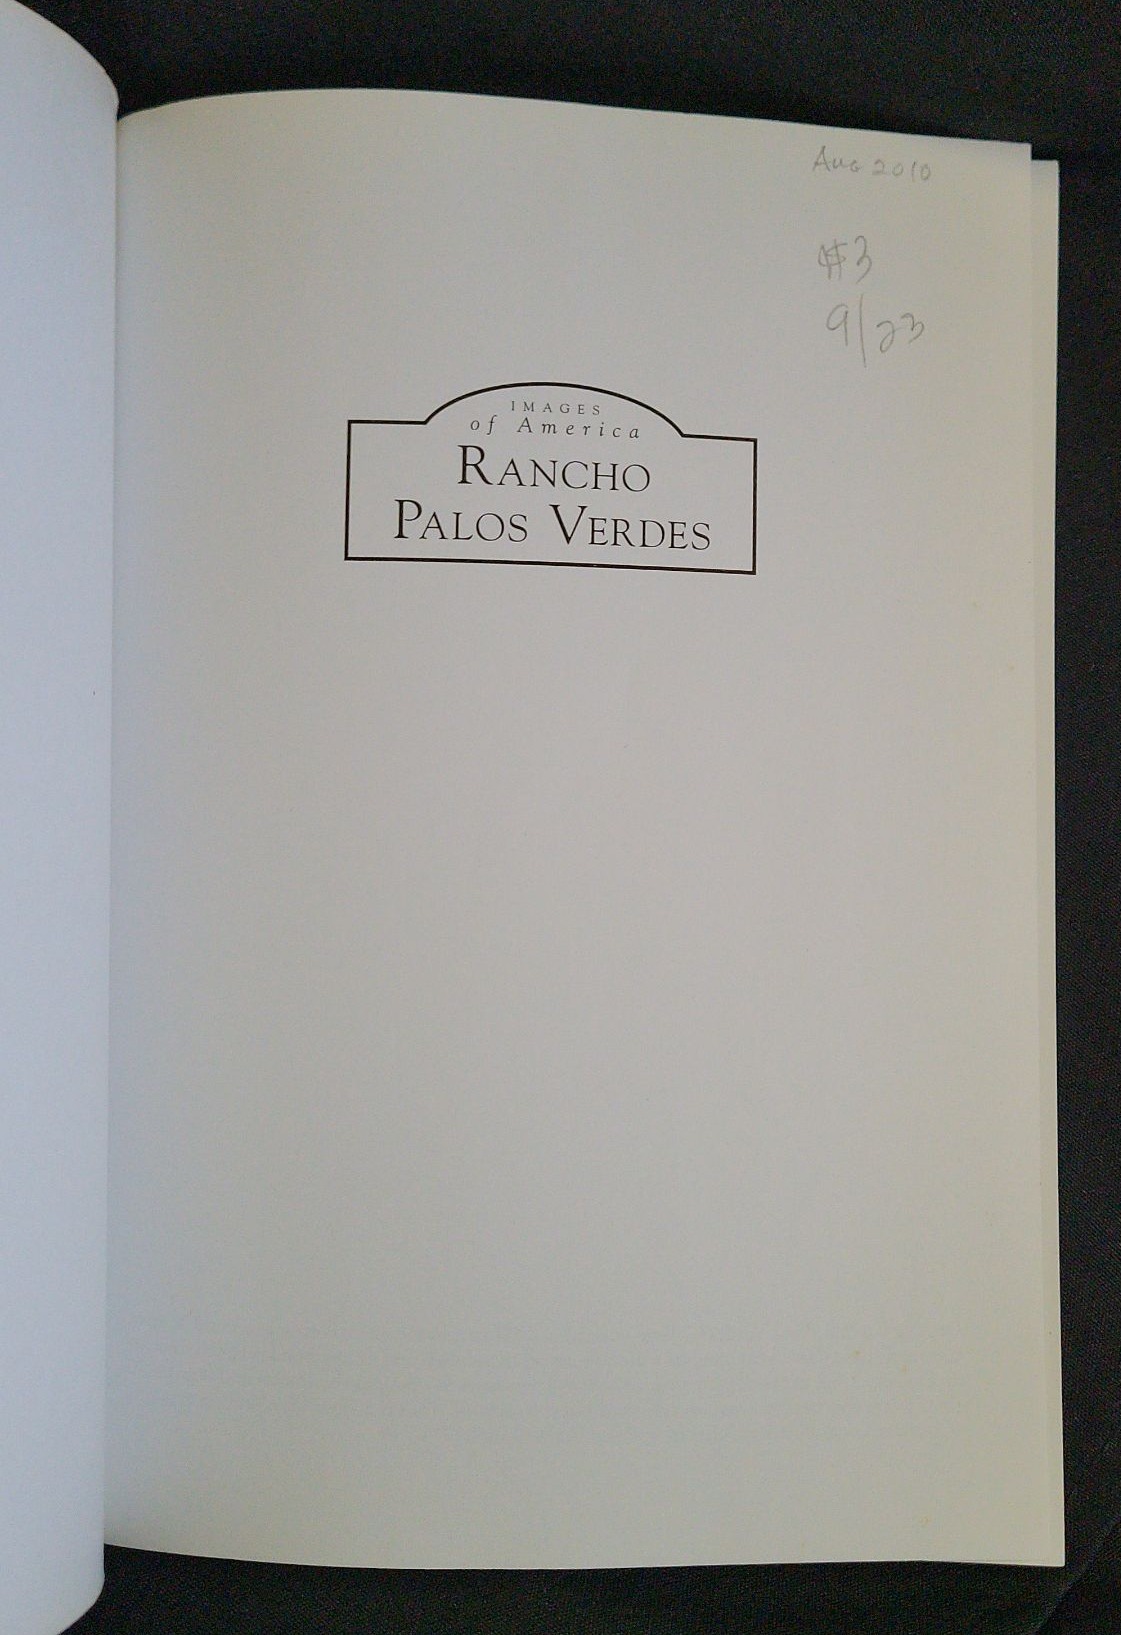 Aug 2010
$3
9/23
IMAGES
of America
RANCHO
PALOS VERDES